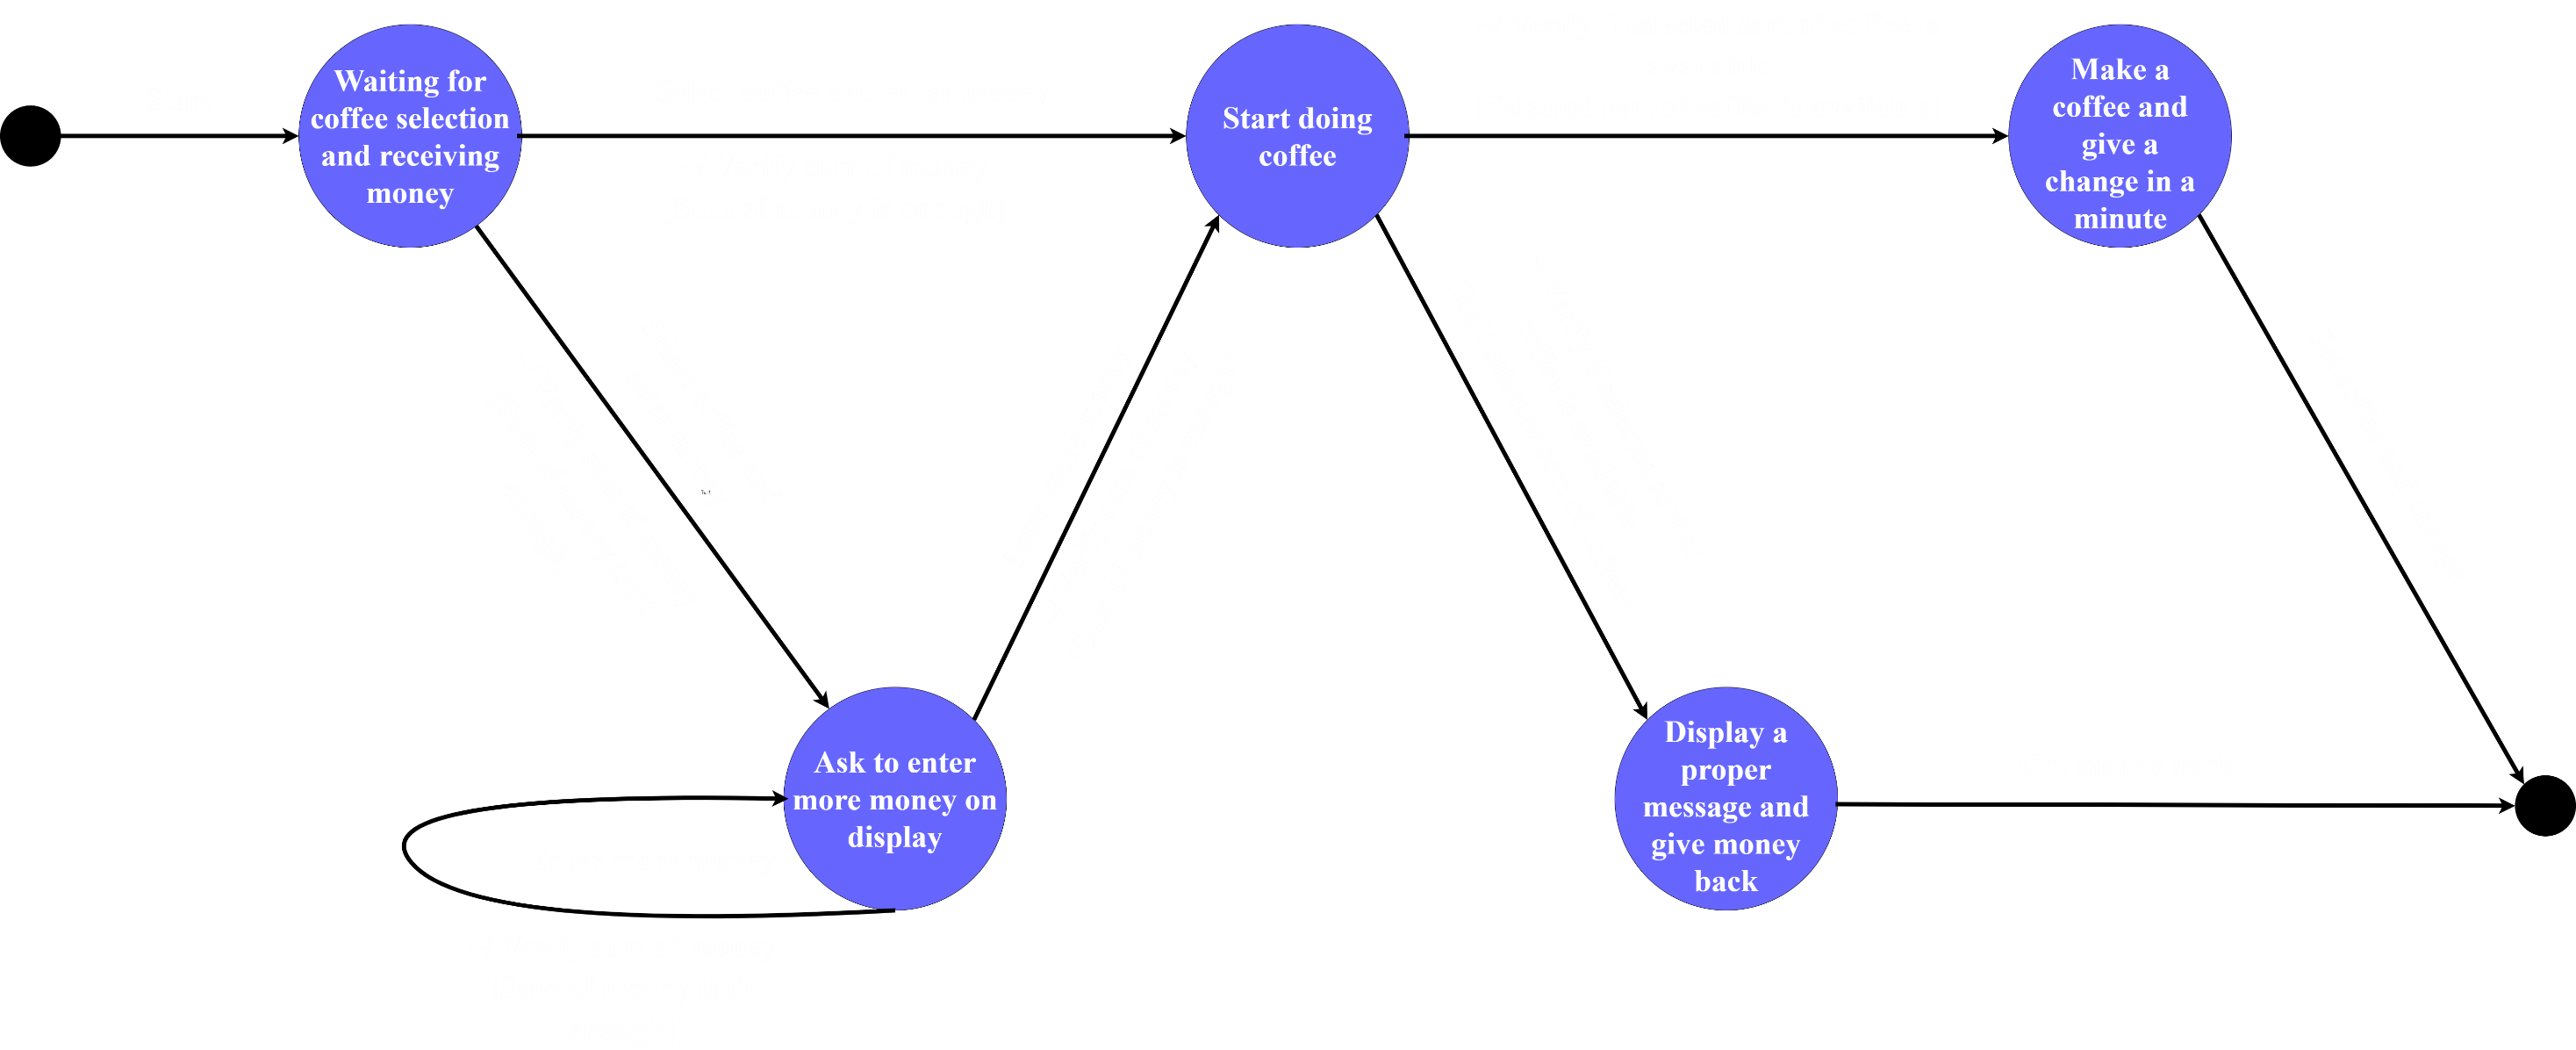 Waiting for
coffee selection
and receiving
money
Start doing
coffee
Make a
coffee and
give a
change in a
minute
Ask to enter
more money on
display
Display a
proper
message and
give money
back